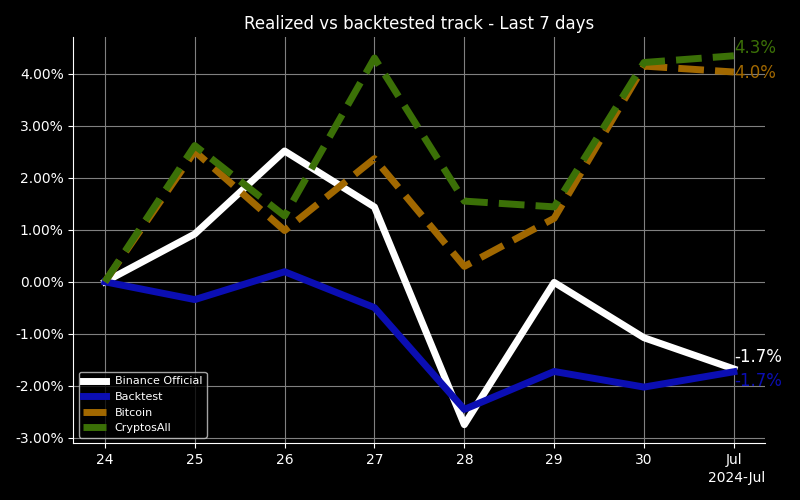 Realized vs backtested track - Last 7 days
4.3%
4.00%
4.0%
3.00%
2.00%
1.00%
0.00%
-1.00%
-1.7%
-2.00%
-1.7%
-3.00%
Binance Official
Backtest
Bitcoin
CryptosAll
24 25 26 27 28 29 30 Jul
2024-Jul